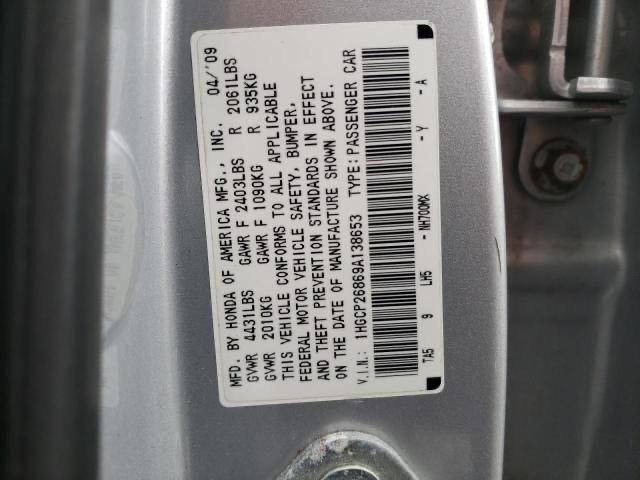 MFD. BY HONDA OF AMERICA MFG., INC. 04/'09
GVWR 4431LBS GAWR F 2403LBS R 2061LBS
GVWR 2010KG GAWR F 1090KG R 935KG
THIS VEHICLE CONFORMS TO ALL APPLICABLE
FEDERAL MOTOR VEHICLE SAFETY, BUMPER,
AND THEFT PREVENTION STANDARDS IN EFFECT
ON THE DATE OF MANUFACTURE SHOWN ABOVE.
V.I.N.: 1HGCP26869A138653 TYPE:PASSENGER CAR
TA5 9 LH5 - NH700MX - Y - A